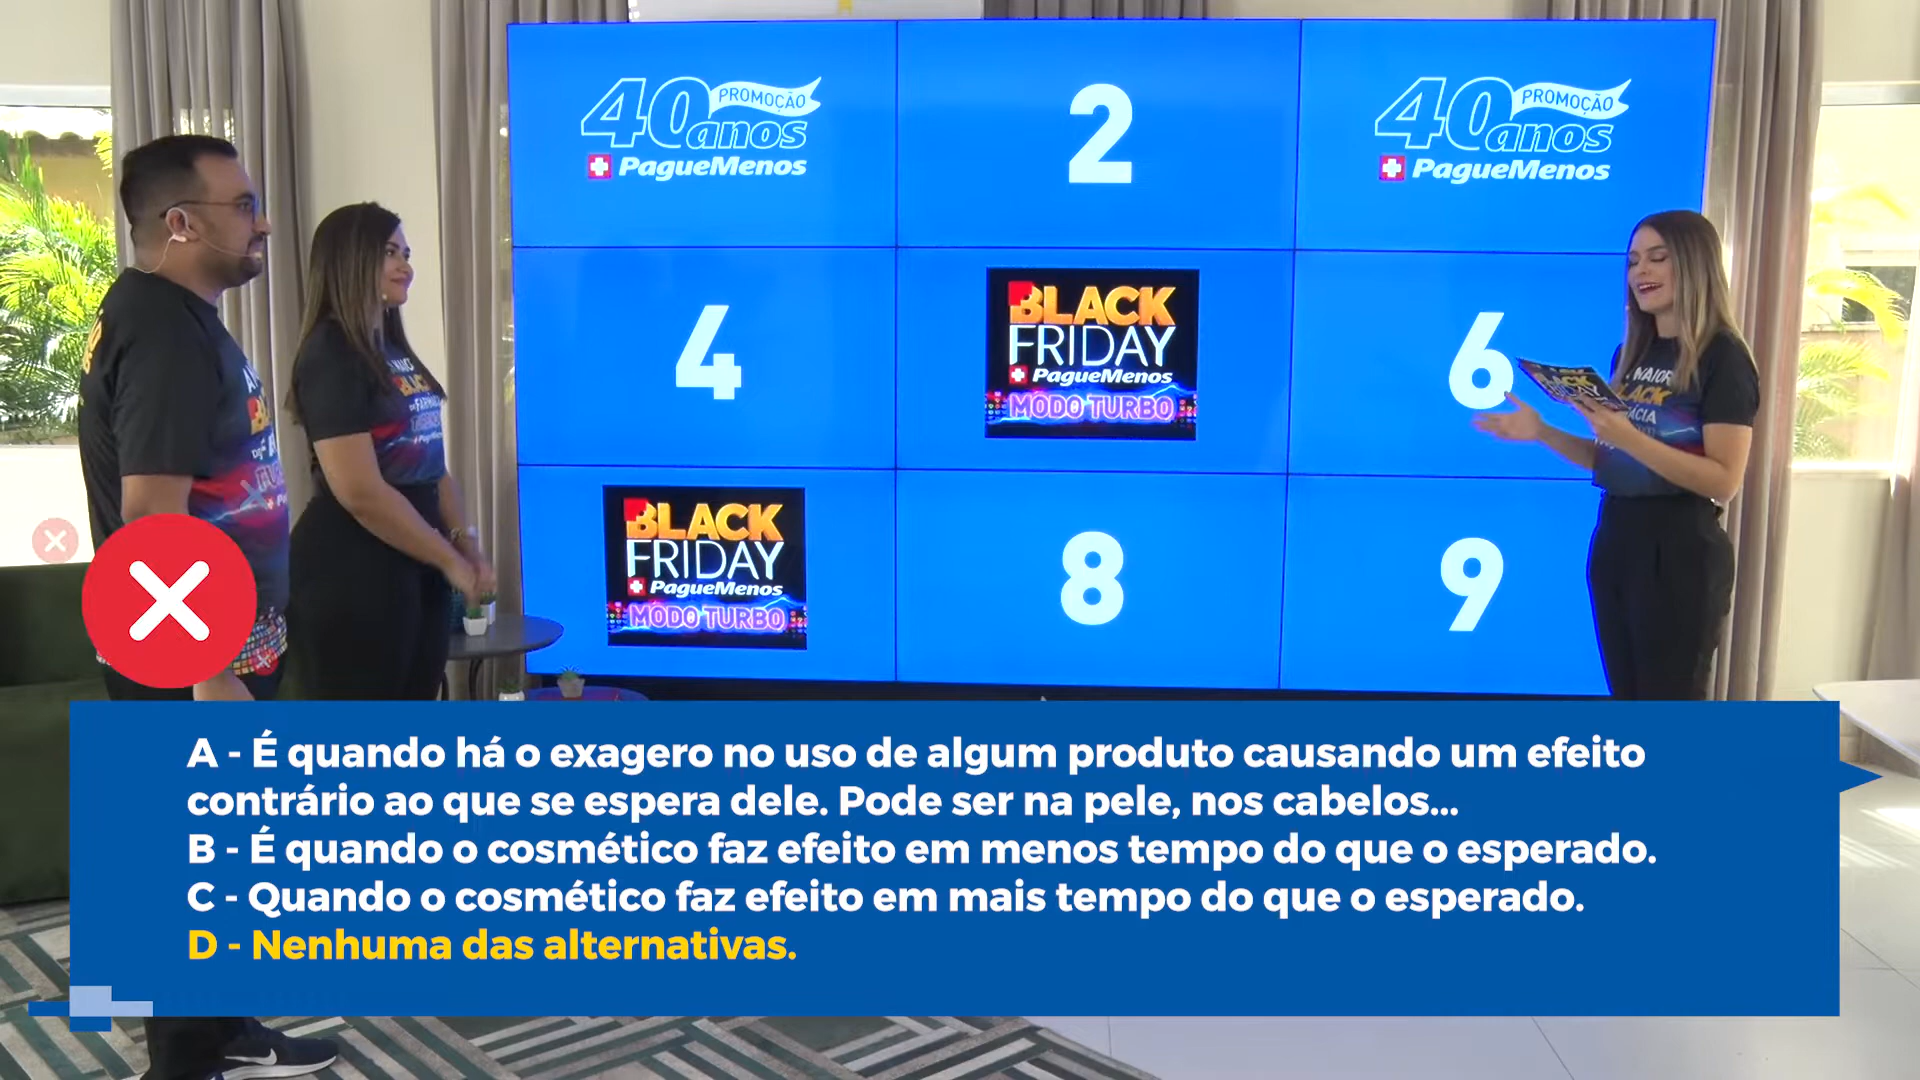 40 PROMOÇÃO
anos
PagueMenos
2
40 PROMOÇÃO
anos
PagueMenos
4
BLACK
FRIDAY
PagueMenos
MODO TURBO
6
BLACK
FRIDAY
PagueMenos
MODO TURBO
8
9
A - É quando há o exagero no uso de algum produto causando um efeito
contrário ao que se espera dele. Pode ser na pele, nos cabelos...
B - É quando o cosmético faz efeito em menos tempo do que o esperado.
C - Quando o cosmético faz efeito em mais tempo do que o esperado.
D - Nenhuma das alternativas.